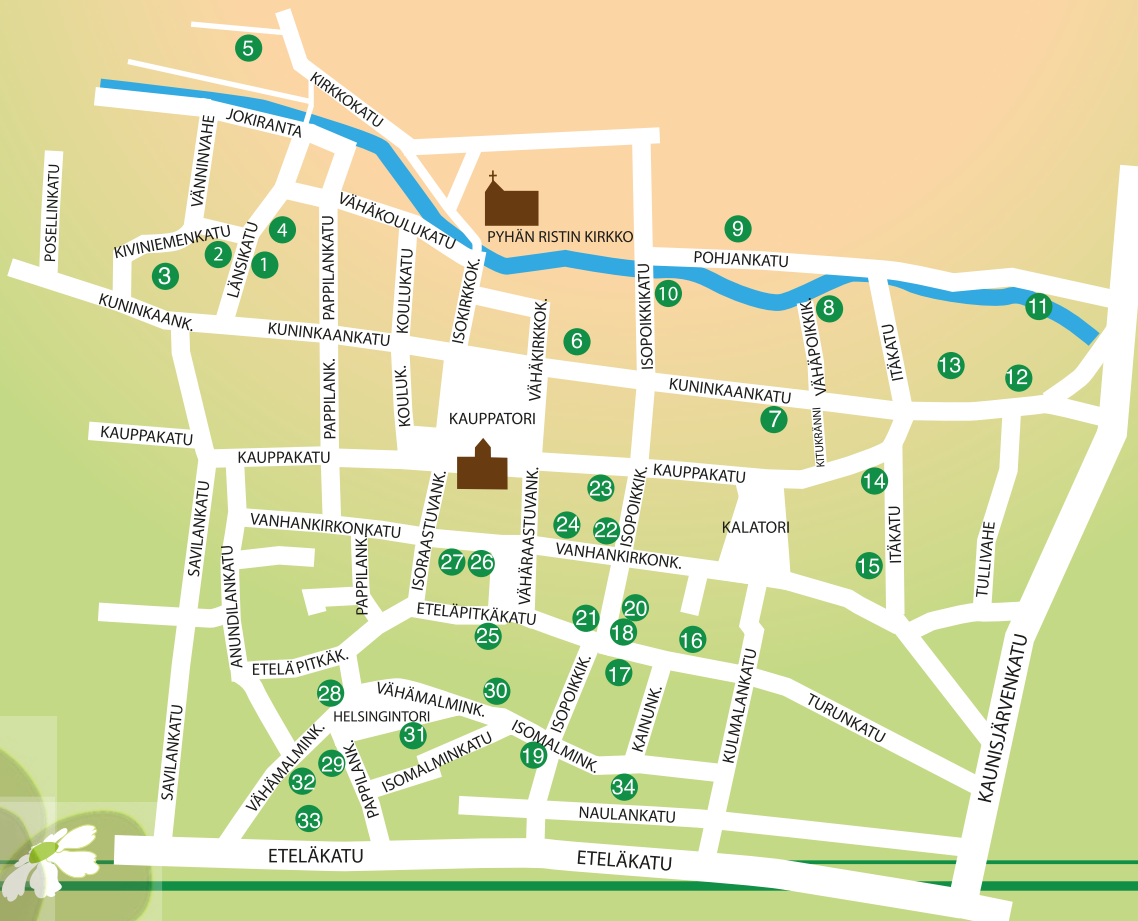 5
KIRKKOKATU
JOKIRANTA
VÄNNINVAHE
POSELLINKATU
KIVINIEMENKATU
LÄNSIKATU
4
2
1
3
PAPPILANKATU
VÄHÄKOULUKATU
KOULUKATU
ISOKIRKKOK.
PYHÄN RISTIN KIRKKO
9
POHJANKATU
ISOPOIKKIKATU
10
8
11
VÄHÄPOIKKIK.
ITÄKATU
13
12
KUNINKAANK.
KUNINKAANKATU
VÄHÄKIRKKOK.
6
KUNINKAANKATU
7
KITUKRÄNNI
PAPPILANK.
KOULUK.
KAUPPATORI
KAUPPAKATU
KAUPPAKATU
KAUPPAKATU
23
14
KALATORI
ITÄKATU
15
TULLIVAHE
SAVILANKATU
VANHANKIRKONKATU
ISORAASTUVANK.
VÄHÄRAASTUVANK.
ISOPOIKKIK.
24
22
VANHANKIRKONK.
27
26
PAPPILANK.
ANUNDILANKATU
ETELÄPITKÄKATU
25
21
20
18
16
17
ETELÄPITKÄK.
28
VÄHÄMALMINK.
30
HELSINGINTORI
31
ISOPOIKKIK.
KAINUNK.
KULMALANKATU
TURUNKATU
KAUNISJÄRVENKATU
SAVILANKATU
VÄHÄMALMINK.
29
PAPPILANK.
ISOMALMINKATU
ISOMALMINK.
19
32
33
34
NAULANKATU
ETELÄKATU
ETELÄKATU